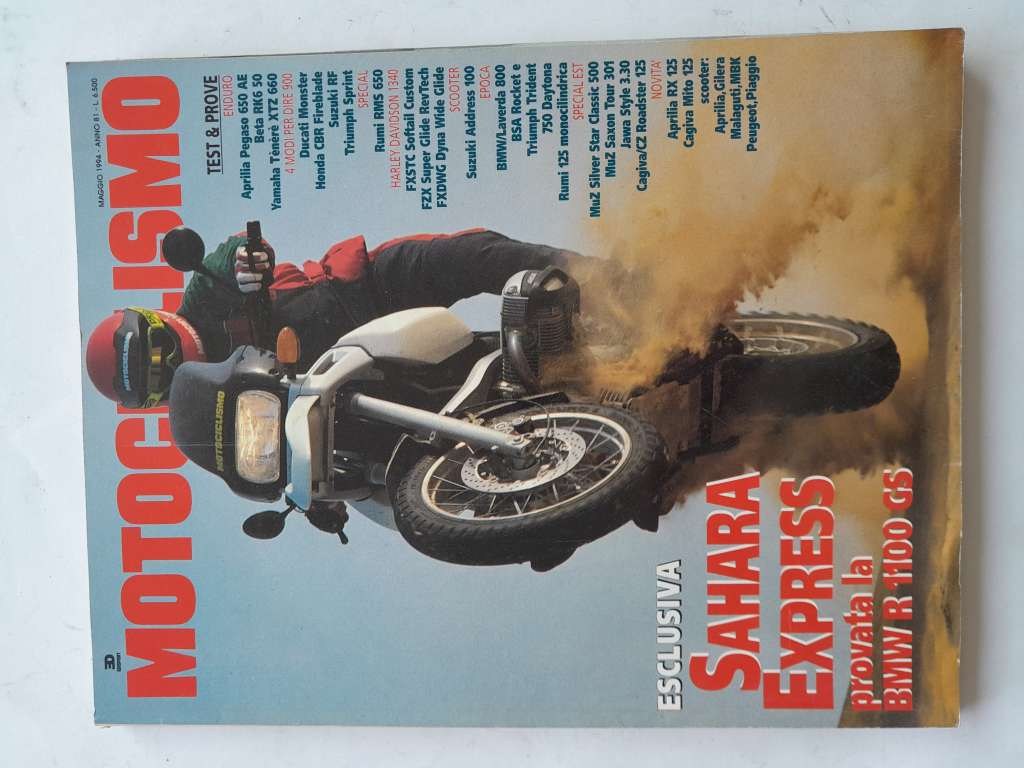 MAGGIO 1994 - ANNO 81 - L. 6.500
3D
EDISPORT
MOTOCICLISMO
TEST & PROVE
ENDURO
Aprilia Pegaso 650 AE
Beta RK6 50
Yamaha Ténéré XTZ 660
4 MODI PER DIRE 900
Ducati Monster
Honda CBR Fireblade
Suzuki RF
Triumph Sprint
SPECIAL
Rumi RMS 650
HARLEY DAVIDSON 1340
FXSTC Softail Custom
FZX Super Glide RevTech
FXDWG Dyna Wide Glide
SCOOTER
Suzuki Address 100
EPOCA
BMW/Laverda 800
BSA Rocket e
Triumph Trident
750 Daytona
Rumi 125 monocilindrica
SPECIAL EST
MuZ Silver Star Classic 500
MuZ Saxon Tour 301
Jawa Style 3.30
Cagiva/CZ Roadster 125
NOVITA'
Aprilia RX 125
Cagiva Mito 125
scooter:
Aprilia, Gilera
Malaguti, MBK
Peugeot, Piaggio
MOTOCICLISMO
MOTOCICLISMO
ESCLUSIVA
SAHARA
EXPRESS
provata la
BMW R 1100 GS